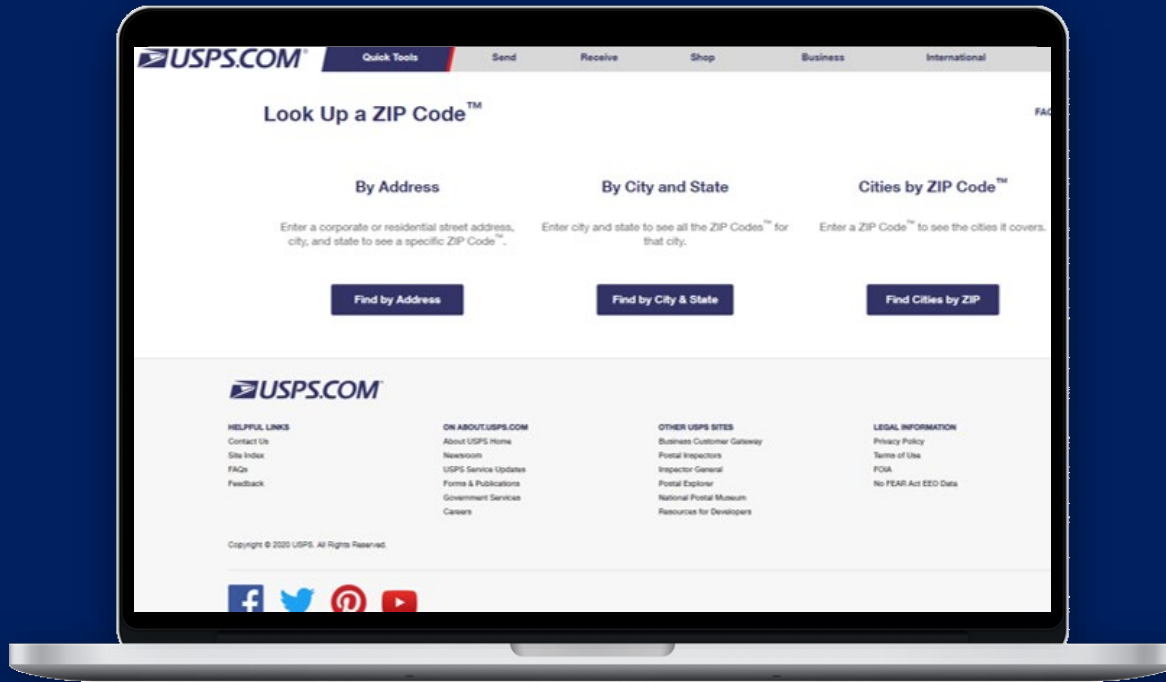 USPS.COM®
Quick Tools
Send
Receive
Shop
Business
International
Look Up a ZIP Code™
By Address
Enter a corporate or residential street address,
city, and state to see a specific ZIP Code™.
Find by Address
By City and State
Enter city and state to see all the ZIP Codes™ for
that city.
Find by City & State
Cities by ZIP Code™
Enter a ZIP Code™ to see the cities it covers.
Find Cities by ZIP
USPS.COM
HELPFUL LINKS
Contact Us
Site Index
FAQs
Feedback
ON ABOUT.USPS.COM
About USPS Home
Newsroom
USPS Service Updates
Forms & Publications
Government Services
Careers
OTHER USPS SITES
Business Customer Gateway
Postal Inspectors
Inspector General
Postal Explorer
National Postal Museum
Resources for Developers
LEGAL INFORMATION
Privacy Policy
Terms of Use
FOIA
No FEAR Act EEO Data
Copyright © 2020 USPS. All Rights Reserved.